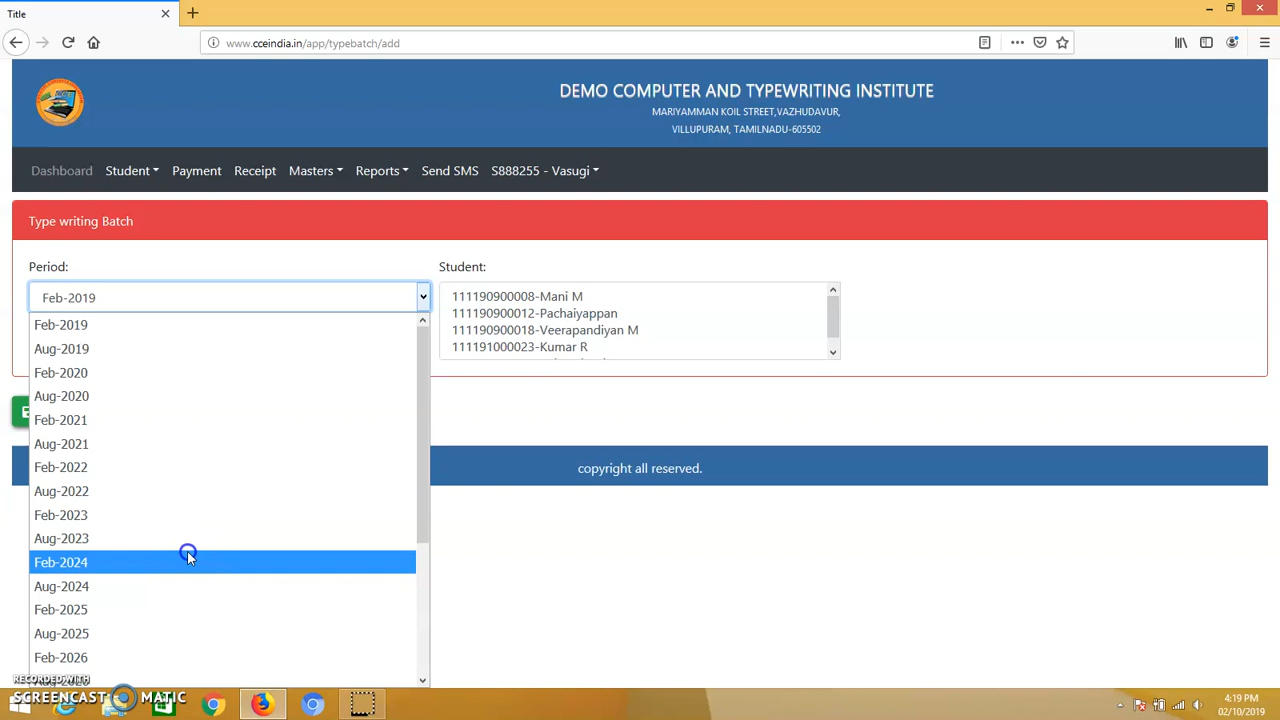 Title
www.cceindia.in/app/typebatch/add
DEMO COMPUTER AND TYPEWRITING INSTITUTE
MARIYAMMAN KOIL STREET,VAZHUDAVUR,
VILLUPURAM, TAMILNADU-605502
Dashboard Student Payment Receipt Masters Reports Send SMS S888255 - Vasugi
Type writing Batch
Period:
Student:
Feb-2019
111190900008-Mani M
111190900012-Pachaiyappan
111190900018-Veerapandiyan M
111191000023-Kumar R
Feb-2019
Aug-2019
Feb-2020
Aug-2020
Feb-2021
Aug-2021
Feb-2022
Aug-2022
Feb-2023
Aug-2023
Feb-2024
Aug-2024
Feb-2025
Aug-2025
Feb-2026
copyright all reserved.
RECORDED WITH
SCREENCAST MATIC
4:19 PM
02/10/2019